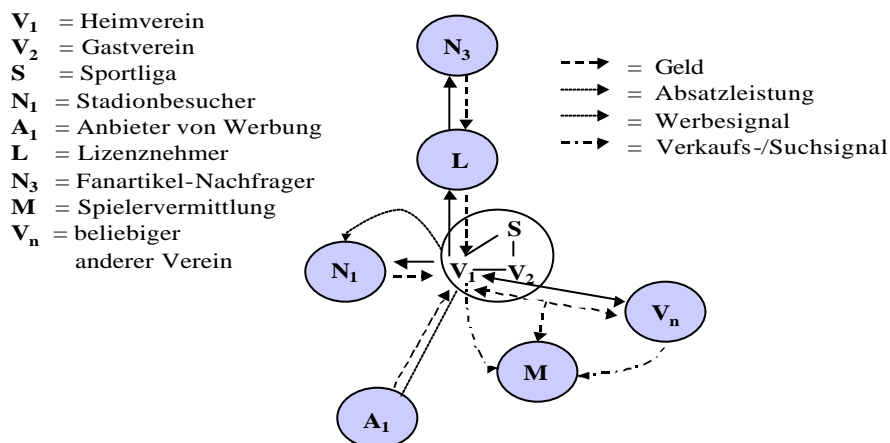 V1 = Heimverein
V2 = Gastverein
S = Sportliga
N1 = Stadionbesucher
A1 = Anbieter von Werbung
L = Lizenznehmer
N3 = Fanartikel-Nachfrager
M = Spielervermittlung
Vn = beliebiger
anderer Verein
N3
= Geld
= Absatzleistung
= Werbesignal
= Verkaufs-/Suchsignal
L
S
N1
V1
V2
Vn
M
A1